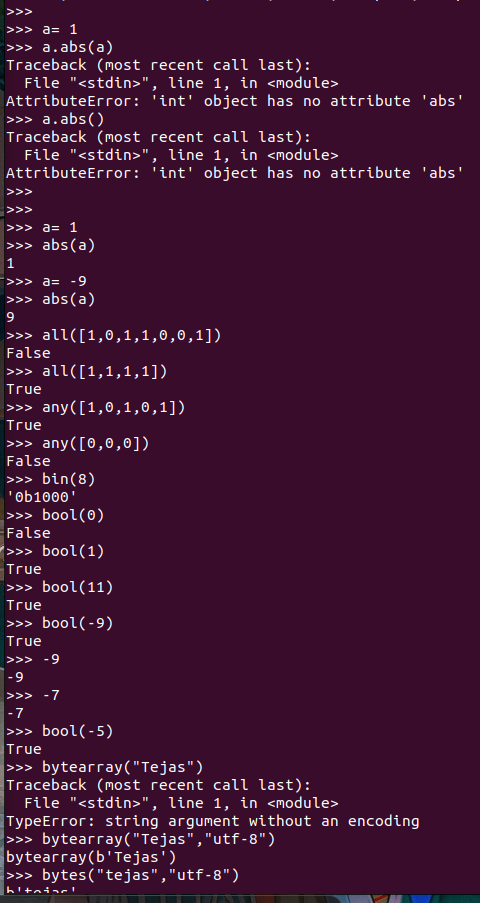 >>>
>>> a= 1
>>> a.abs(a)
Traceback (most recent call last):
  File "<stdin>", line 1, in <module>
AttributeError: 'int' object has no attribute 'abs'
>>> a.abs()
Traceback (most recent call last):
  File "<stdin>", line 1, in <module>
AttributeError: 'int' object has no attribute 'abs'
>>>
>>>
>>> a= 1
>>> abs(a)
1
>>> a= -9
>>> abs(a)
9
>>> all([1,0,1,1,0,0,1])
False
>>> all([1,1,1,1])
True
>>> any([1,0,1,0,1])
True
>>> any([0,0,0])
False
>>> bin(8)
'0b1000'
>>> bool(0)
False
>>> bool(1)
True
>>> bool(11)
True
>>> bool(-9)
True
>>> -9
-9
>>> -7
-7
>>> bool(-5)
True
>>> bytearray("Tejas")
Traceback (most recent call last):
  File "<stdin>", line 1, in <module>
TypeError: string argument without an encoding
>>> bytearray("Tejas","utf-8")
bytearray(b'Tejas')
>>> bytes("tejas","utf-8")
b'tejas'